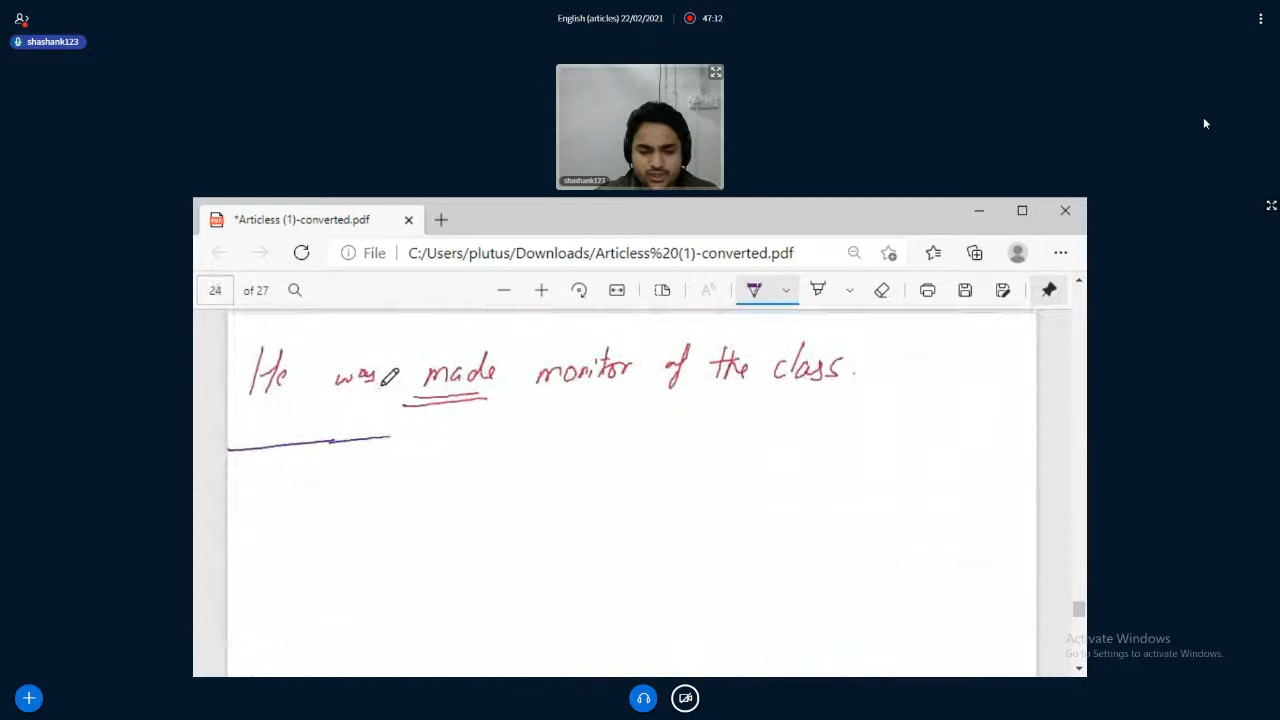 English (articles) 22/02/2021 47:12
shashank123
shashank123
*Articless (1)-converted.pdf
File C:/Users/plutus/Downloads/Articless%20(1)-converted.pdf
24 of 27
He was made monitor of the class.
Activate Windows
Go to Settings to activate Windows.